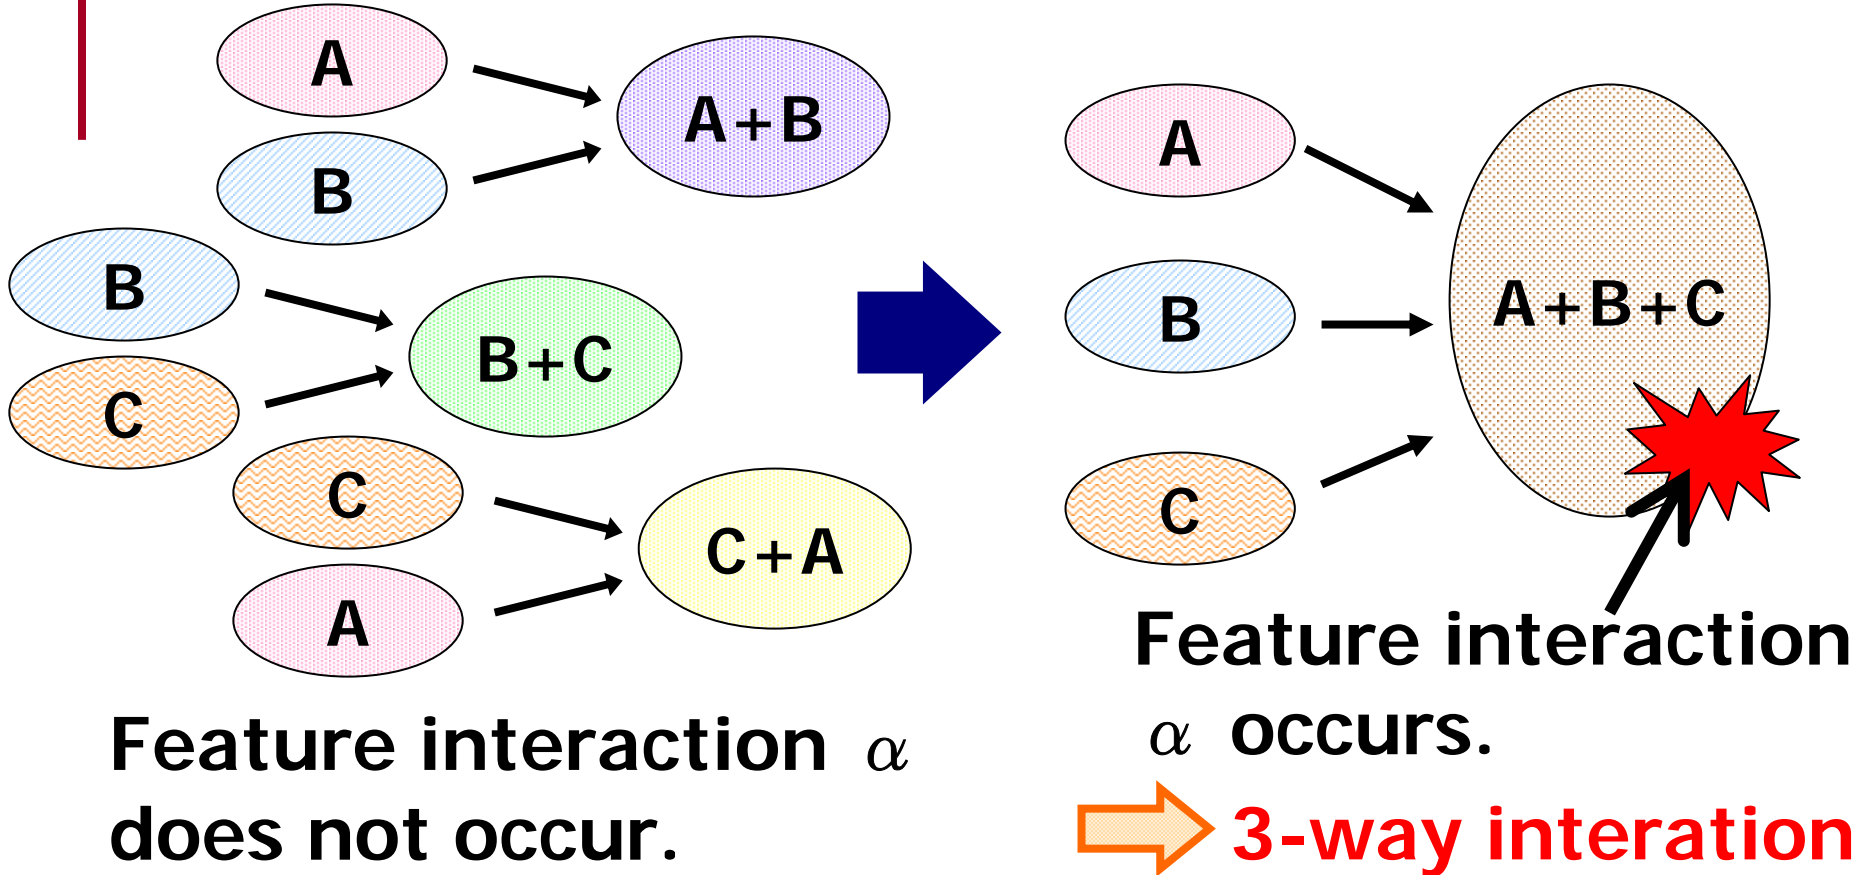 A
B
A+B
B
C
B+C
C
A
C+A
Feature interaction α
does not occur.
A
B
C
A+B+C
Feature interaction
α occurs.
3-way interation